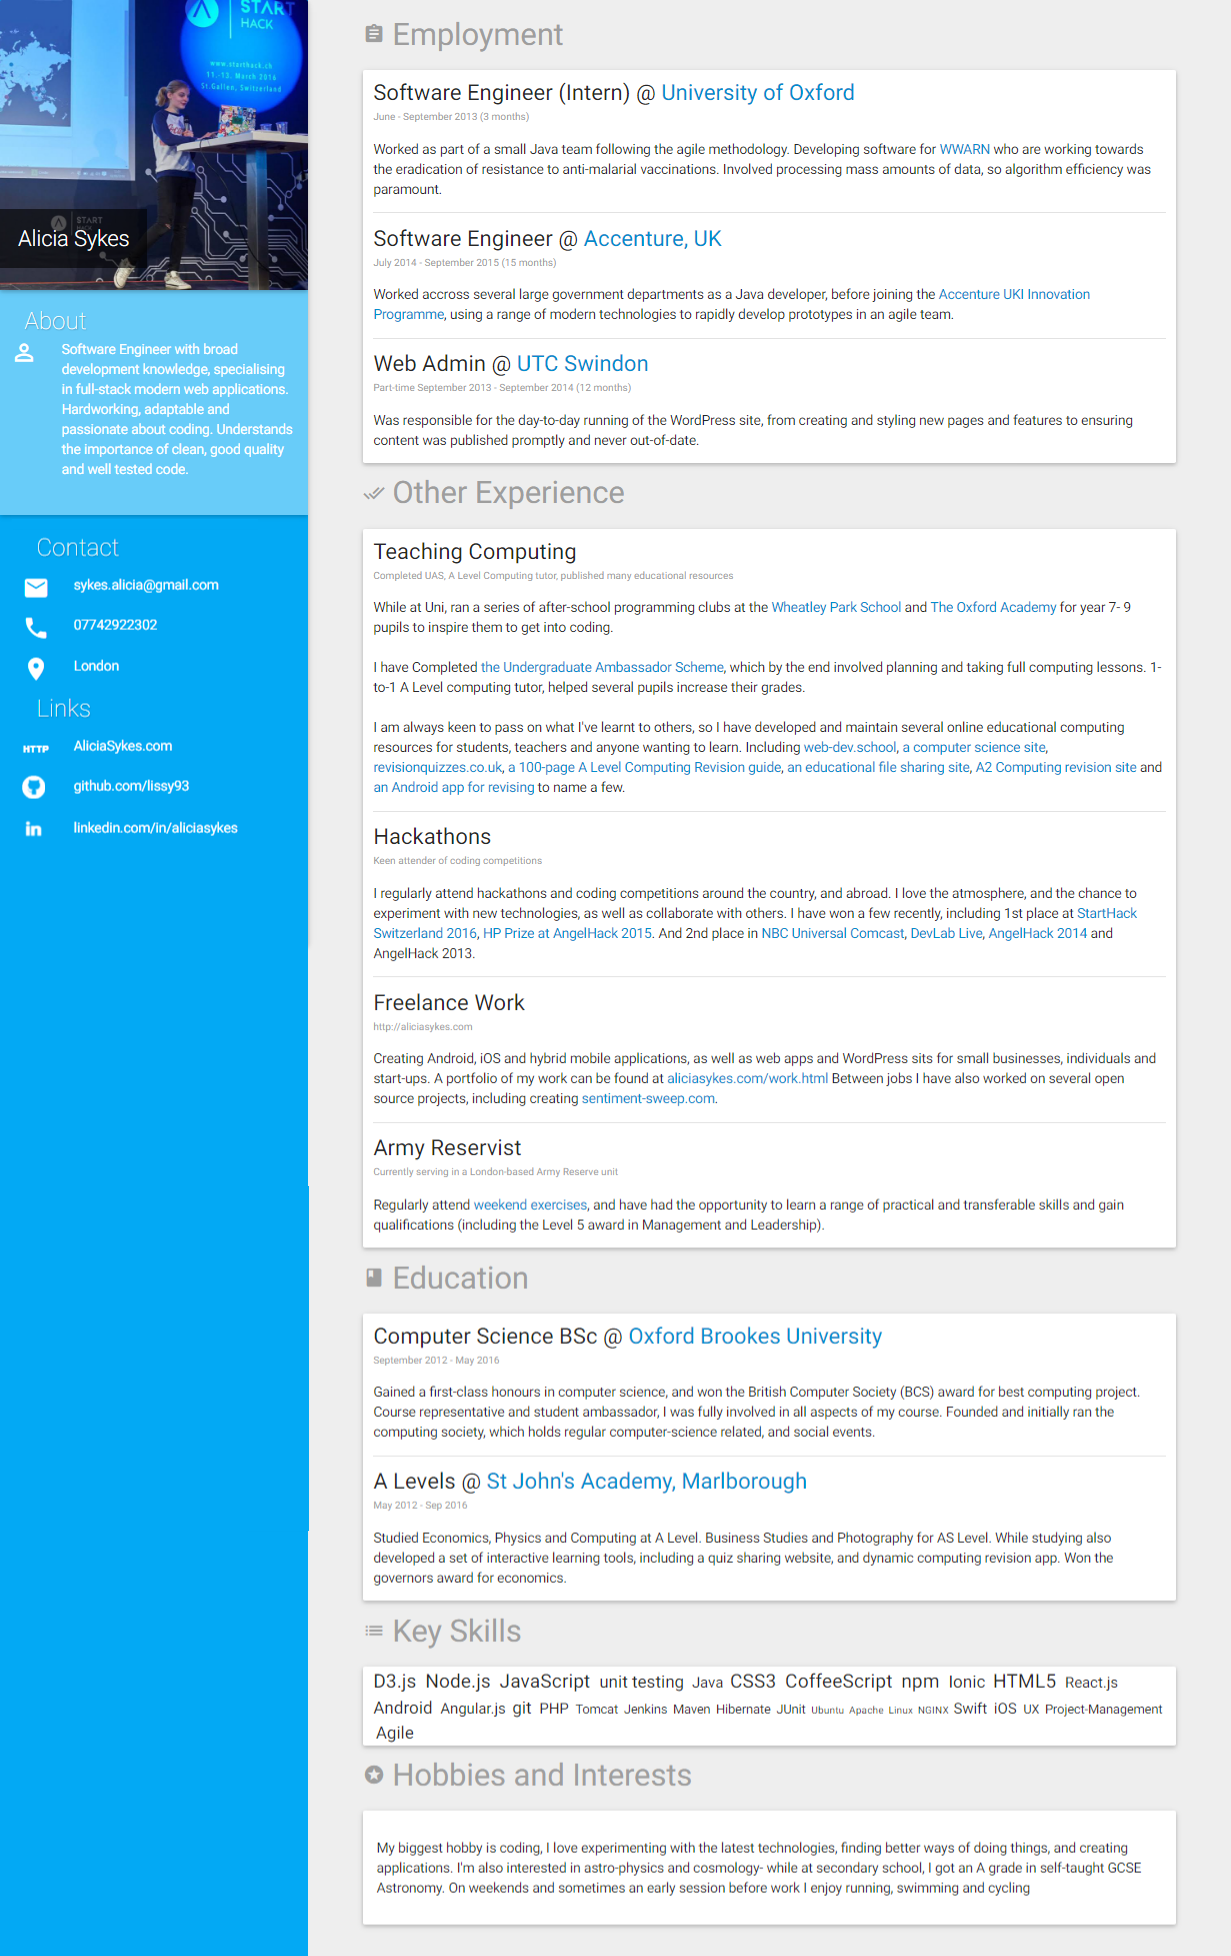 START
HACK
www.starthack.ch
11.-13. March 2016
St.Gallen, Switzerland
START
Alicia Sykes
About
Software Engineer with broad
development knowledge, specialising
in full-stack modern web applications.
Hardworking, adaptable and
passionate about coding. Understands
the importance of clean, good quality
and well tested code.
Contact
sykes.alicia@gmail.com
07742922302
London
Links
HTTP AliciaSykes.com
github.com/lissy93
in linkedin.com/in/aliciasykes
Employment
Software Engineer (Intern) @ University of Oxford
June - September 2013 (3 months)
Worked as part of a small Java team following the agile methodology. Developing software for WWARN who are working towards
the eradication of resistance to anti-malarial vaccinations. Involved processing mass amounts of data, so algorithm efficiency was
paramount.
Software Engineer @ Accenture, UK
July 2014 - September 2015 (15 months)
Worked accross several large government departments as a Java developer, before joining the Accenture UKI Innovation
Programme, using a range of modern technologies to rapidly develop prototypes in an agile team.
Web Admin @ UTC Swindon
Part-time September 2013 - September 2014 (12 months)
Was responsible for the day-to-day running of the WordPress site, from creating and styling new pages and features to ensuring
content was published promptly and never out-of-date.
Other Experience
Teaching Computing
Completed UAS, A Level Computing tutor, published many educational resources
While at Uni, ran a series of after-school programming clubs at the Wheatley Park School and The Oxford Academy for year 7- 9
pupils to inspire them to get into coding.
I have Completed the Undergraduate Ambassador Scheme, which by the end involved planning and taking full computing lessons. 1-
to-1 A Level computing tutor, helped several pupils increase their grades.
I am always keen to pass on what I've learnt to others, so I have developed and maintain several online educational computing
resources for students, teachers and anyone wanting to learn. Including web-dev.school, a computer science site,
revisionquizzes.co.uk, a 100-page A Level Computing Revision guide, an educational file sharing site, A2 Computing revision site and
an Android app for revising to name a few.
Hackathons
Keen attender of coding competitions
I regularly attend hackathons and coding competitions around the country, and abroad. I love the atmosphere, and the chance to
experiment with new technologies, as well as collaborate with others. I have won a few recently, including 1st place at StartHack
Switzerland 2016, HP Prize at AngelHack 2015. And 2nd place in NBC Universal Comcast, DevLab Live, AngelHack 2014 and
AngelHack 2013.
Freelance Work
http://aliciasykes.com
Creating Android, iOS and hybrid mobile applications, as well as web apps and WordPress sits for small businesses, individuals and
start-ups. A portfolio of my work can be found at aliciasykes.com/work.html Between jobs I have also worked on several open
source projects, including creating sentiment-sweep.com.
Army Reservist
Currently serving in a London-based Army Reserve unit
Regularly attend weekend exercises, and have had the opportunity to learn a range of practical and transferable skills and gain
qualifications (including the Level 5 award in Management and Leadership).
Education
Computer Science BSc @ Oxford Brookes University
September 2012 - May 2016
Gained a first-class honours in computer science, and won the British Computer Society (BCS) award for best computing project.
Course representative and student ambassador, I was fully involved in all aspects of my course. Founded and initially ran the
computing society, which holds regular computer-science related, and social events.
A Levels @ St John's Academy, Marlborough
May 2012 - Sep 2016
Studied Economics, Physics and Computing at A Level. Business Studies and Photography for AS Level. While studying also
developed a set of interactive learning tools, including a quiz sharing website, and dynamic computing revision app. Won the
governors award for economics.
Key Skills
D3.js Node.js JavaScript unit testing Java CSS3 CoffeeScript npm Ionic HTML5 React.js
Android Angular.js git PHP Tomcat Jenkins Maven Hibernate JUnit Ubuntu Apache Linux NGINX Swift iOS UX Project-Management
Agile
Hobbies and Interests
My biggest hobby is coding, I love experimenting with the latest technologies, finding better ways of doing things, and creating
applications. I'm also interested in astro-physics and cosmology- while at secondary school, I got an A grade in self-taught GCSE
Astronomy. On weekends and sometimes an early session before work I enjoy running, swimming and cycling